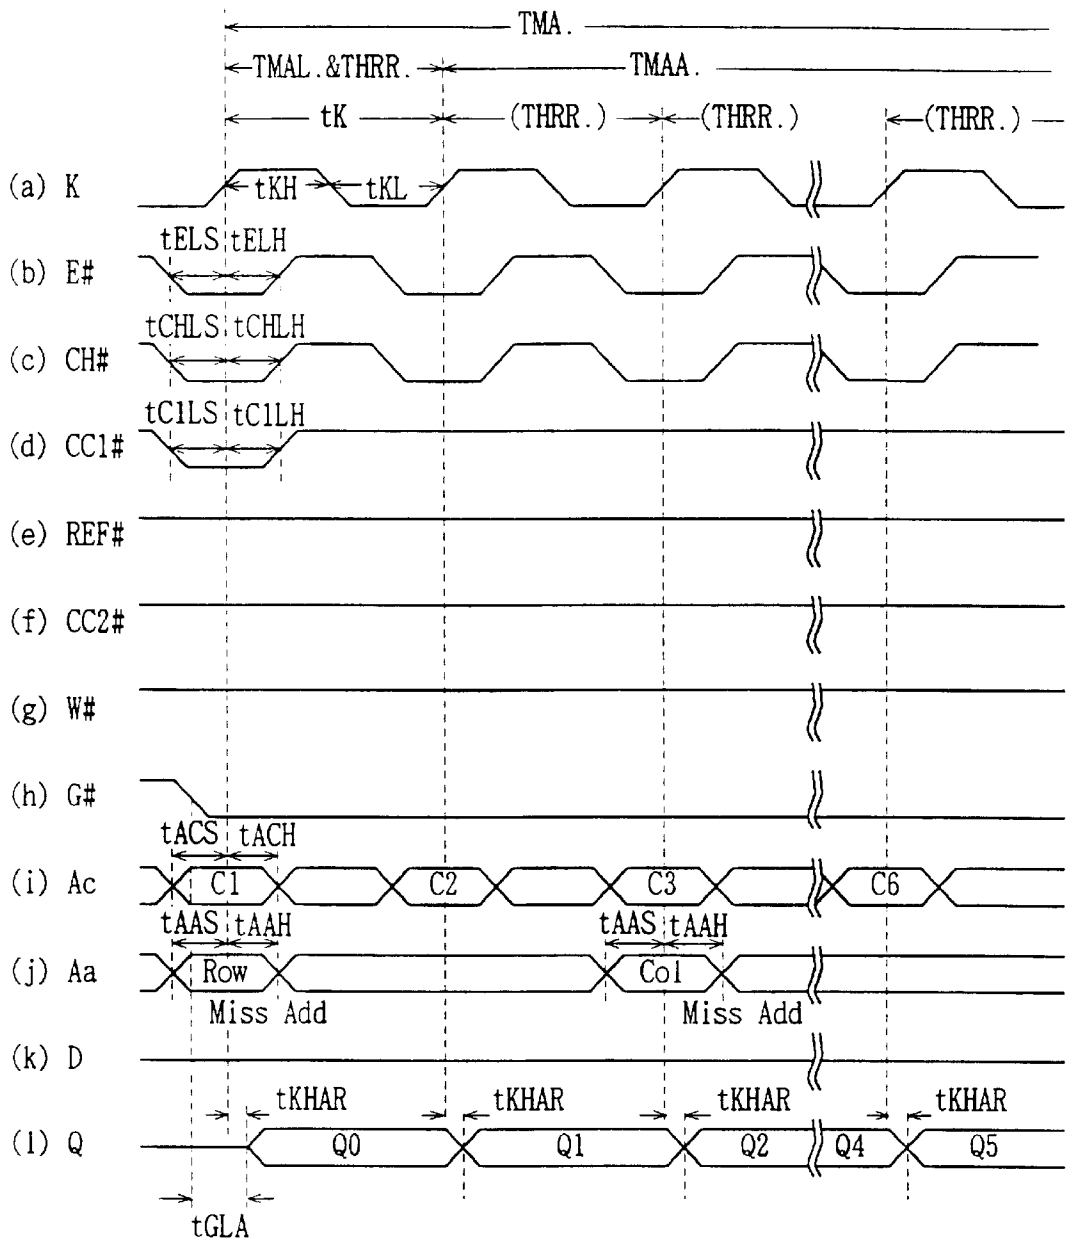 TMA.
TMAL.&THRR. TMAA.
tK (THRR.) (THRR.) (THRR.)
(a) K tKH tKL
tELS tELH
(b) E#
tCHLS tCHLH
(c) CH#
tC1LS tC1LH
(d) CC1#
(e) REF#
(f) CC2#
(g) W#
(h) G#
tACS tACH
(i) Ac C1 C2 C3 C6
tAAS tAAH tAAS tAAH
(j) Aa Row Col
Miss Add Miss Add
(k) D
tKHAR tKHAR tKHAR tKHAR
(l) Q Q0 Q1 Q2 Q4 Q5
tGLA